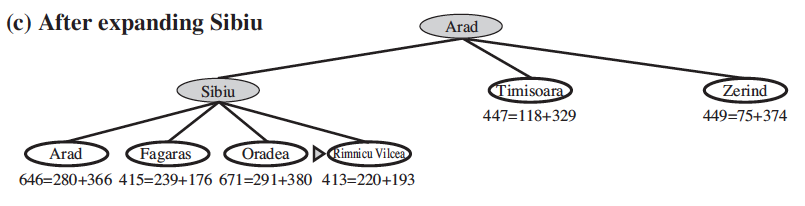 (c) After expanding Sibiu
Arad
Sibiu
Timisoara
Zerind
447=118+329
449=75+374
Arad
Fagaras
Oradea
Rimnicu Vilcea
646=280+366 415=239+176 671=291+380 413=220+193